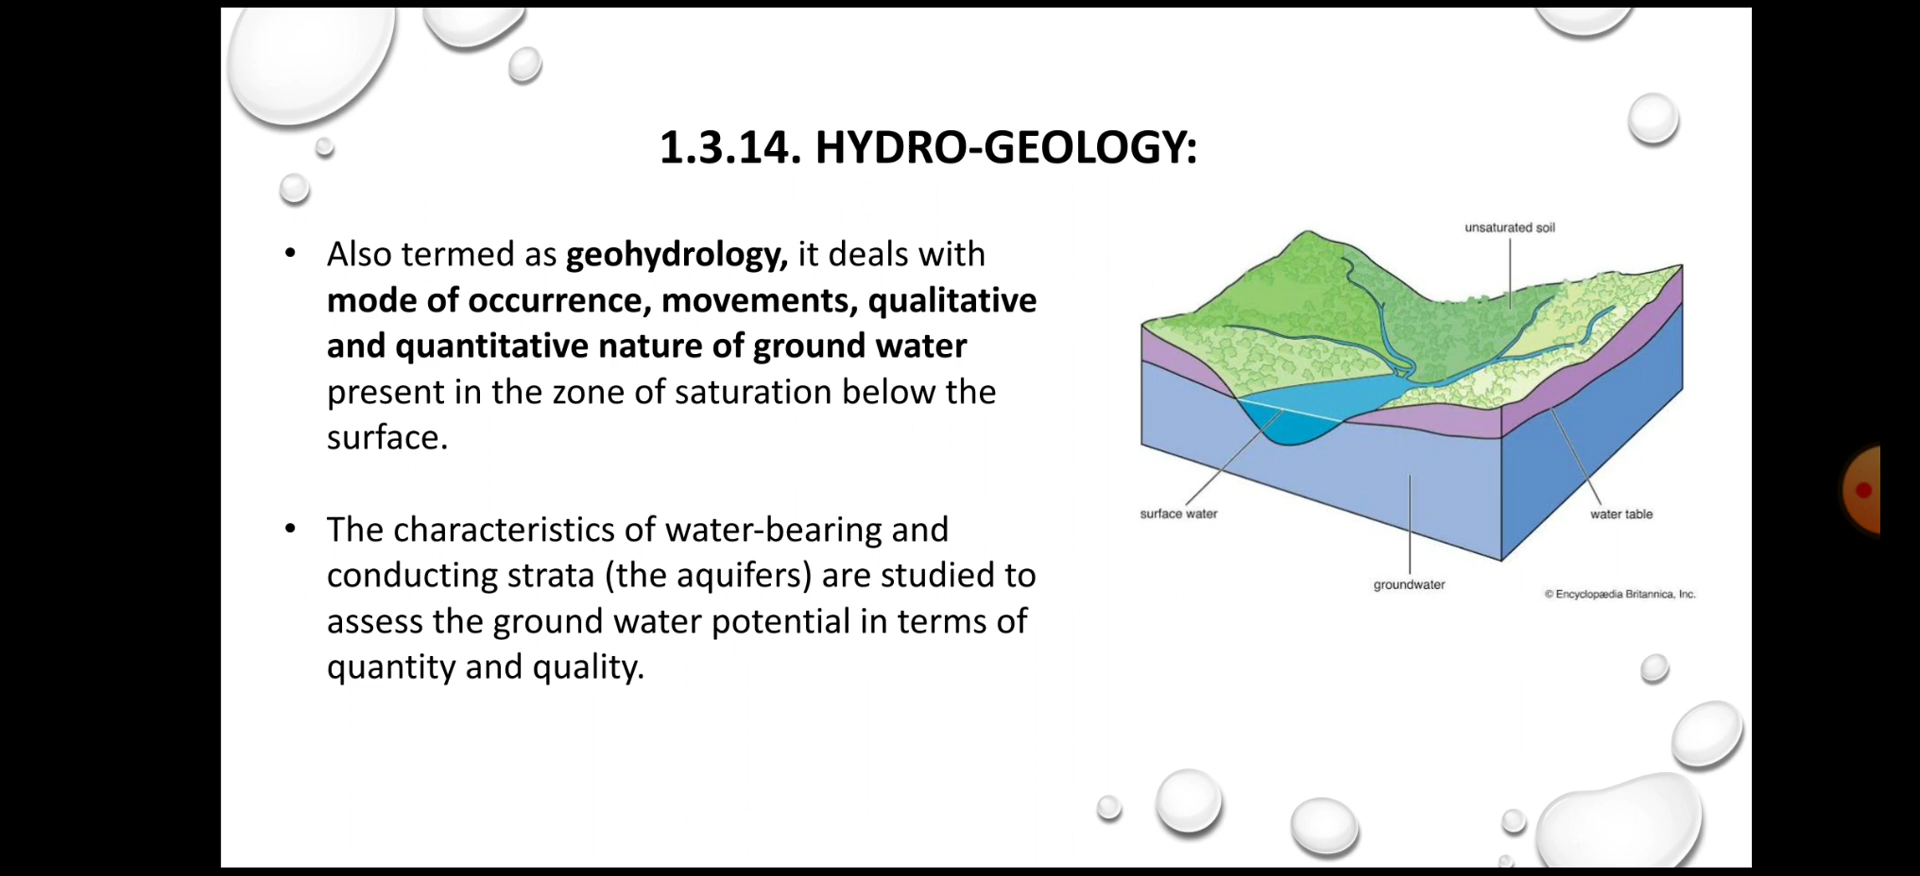 1.3.14. HYDRO-GEOLOGY:
• Also termed as geohydrology, it deals with
mode of occurrence, movements, qualitative
and quantitative nature of ground water
present in the zone of saturation below the
surface.
• The characteristics of water-bearing and
conducting strata (the aquifers) are studied to
assess the ground water potential in terms of
quantity and quality.
unsaturated soil
surface water
water table
groundwater
© Encyclopædia Britannica, Inc.